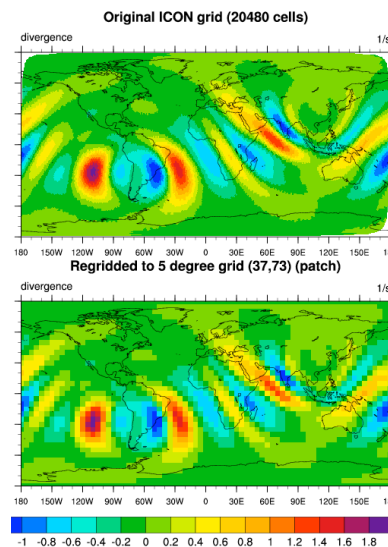 Original ICON grid (20480 cells)
divergence 1/s
180 150W 120W 90W 60W 30W 0 30E 60E 90E 120E 150E 18
Regridded to 5 degree grid (37,73) (patch)
divergence 1/s
180 150W 120W 90W 60W 30W 0 30E 60E 90E 120E 150E 18
-1 -0.8 -0.6 -0.4 -0.2 0 0.2 0.4 0.6 0.8 1 1.2 1.4 1.6 1.8